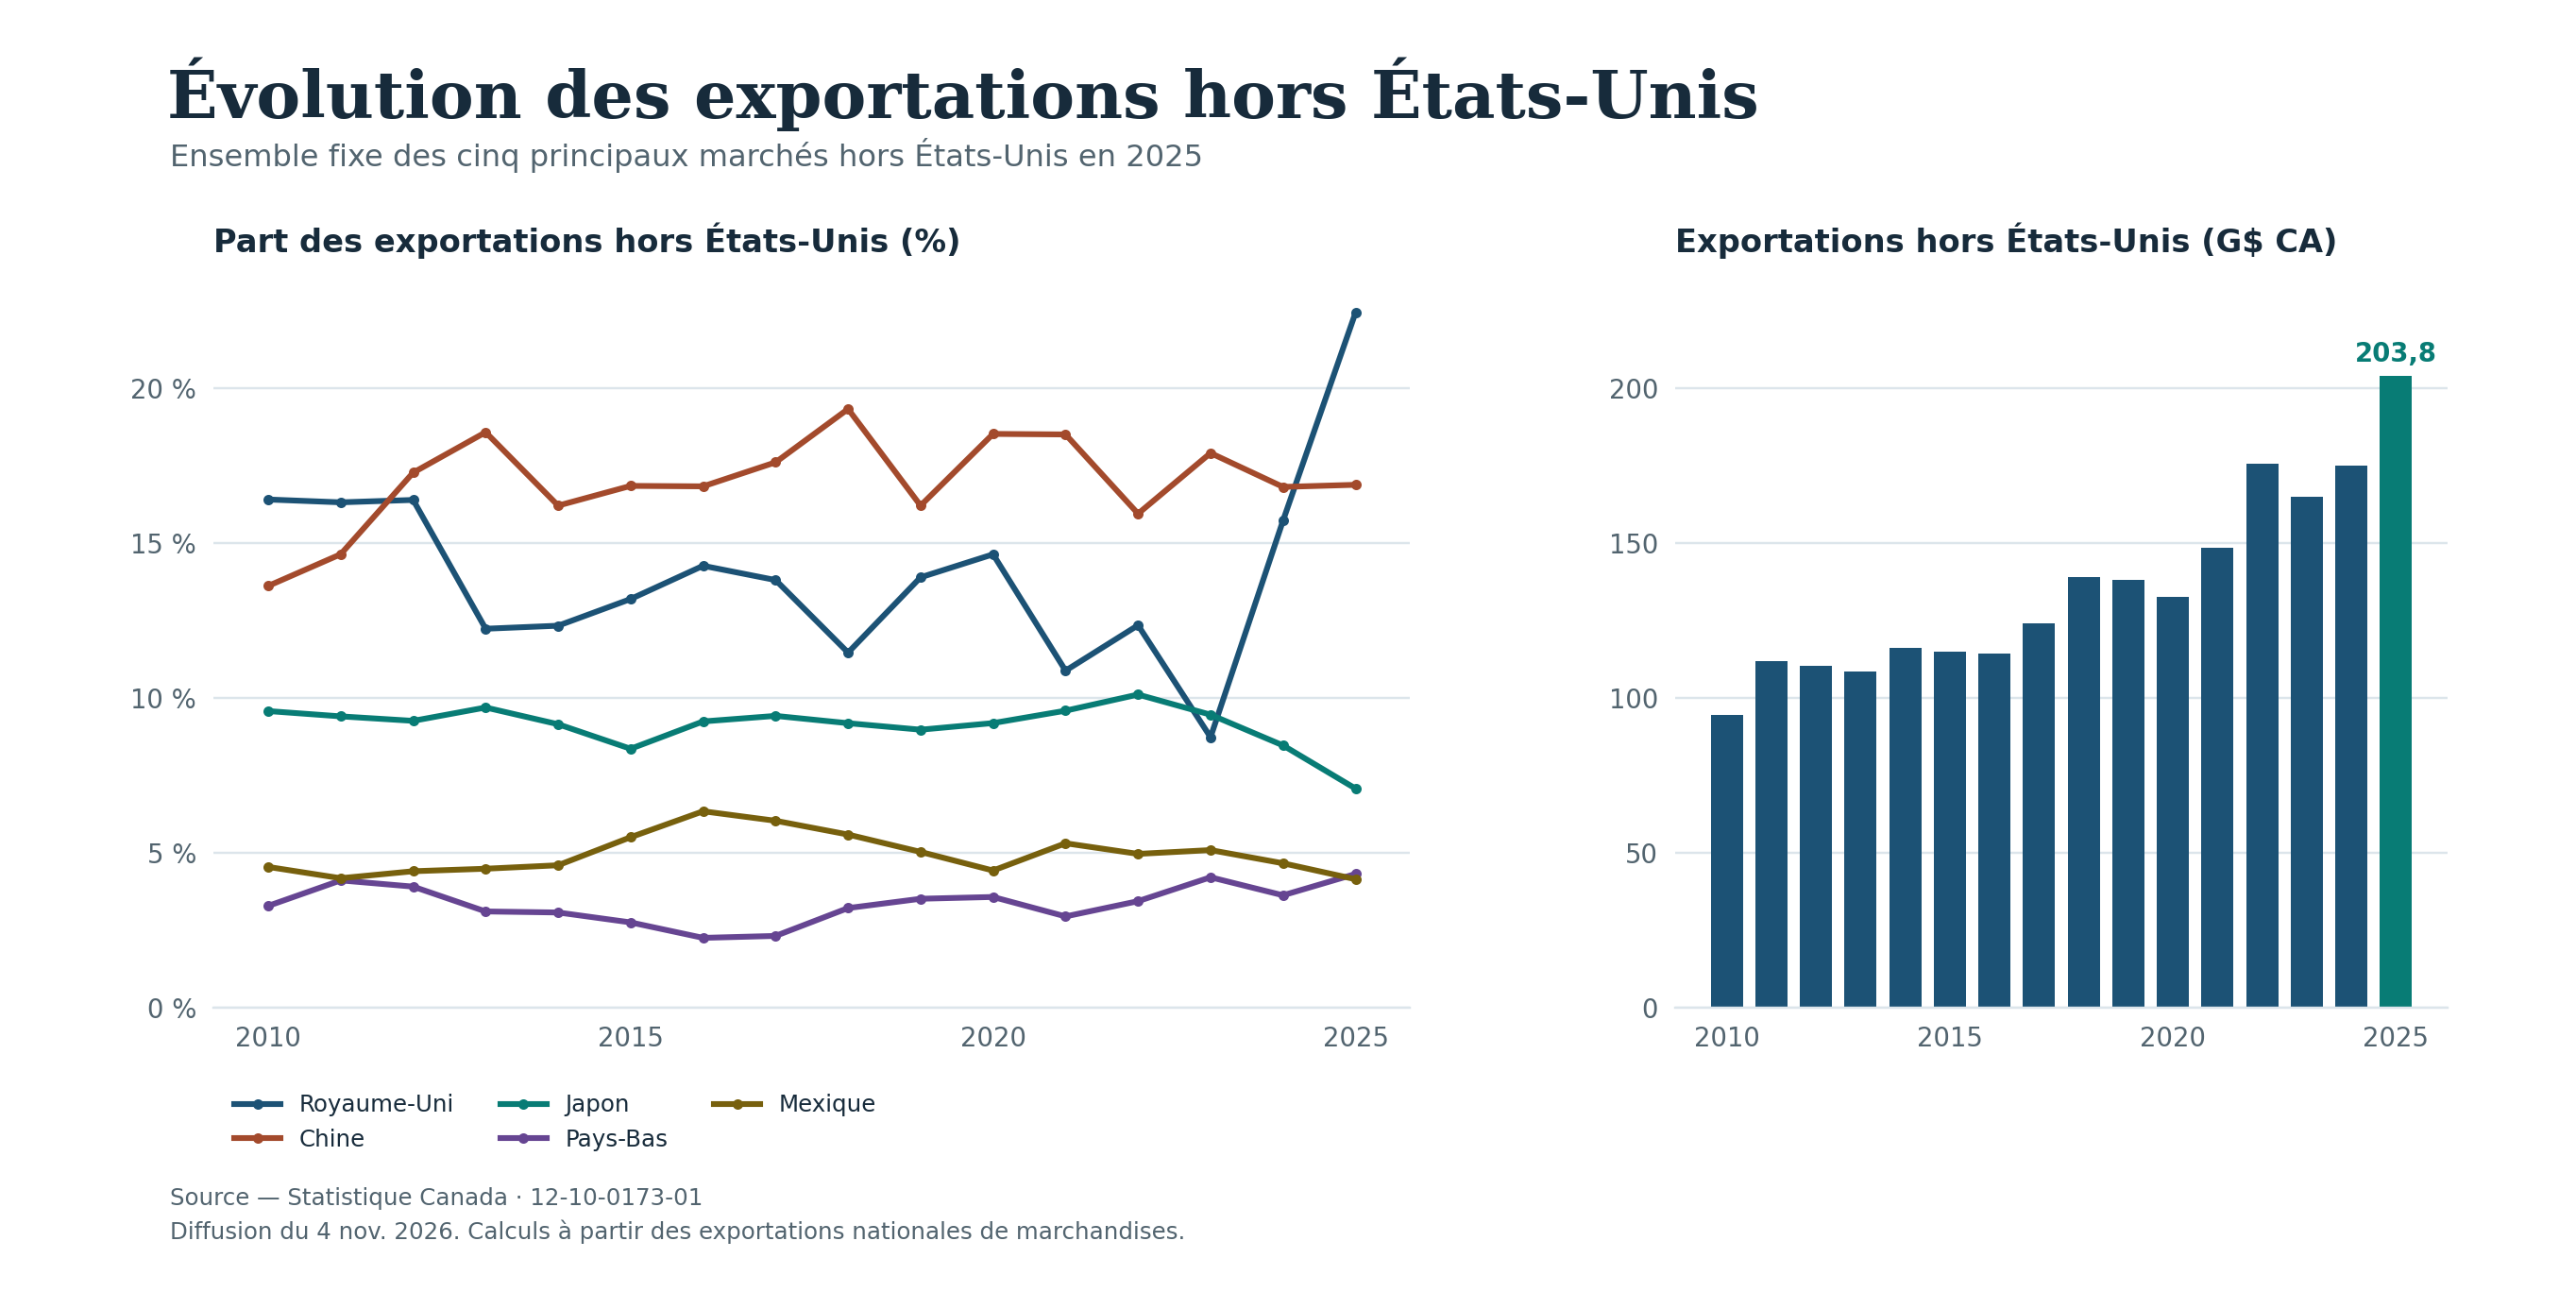 Évolution des exportations hors États-Unis
Ensemble fixe des cinq principaux marchés hors États-Unis en 2025
Part des exportations hors États-Unis (%)
20 %
15 %
10 %
5 %
0 %
2010 2015 2020 2025
Royaume-Uni Japon Mexique
Chine Pays-Bas
Exportations hors États-Unis (G$ CA)
203,8
200
150
100
50
0
2010 2015 2020 2025
Source — Statistique Canada · 12-10-0173-01
Diffusion du 4 nov. 2026. Calculs à partir des exportations nationales de marchandises.